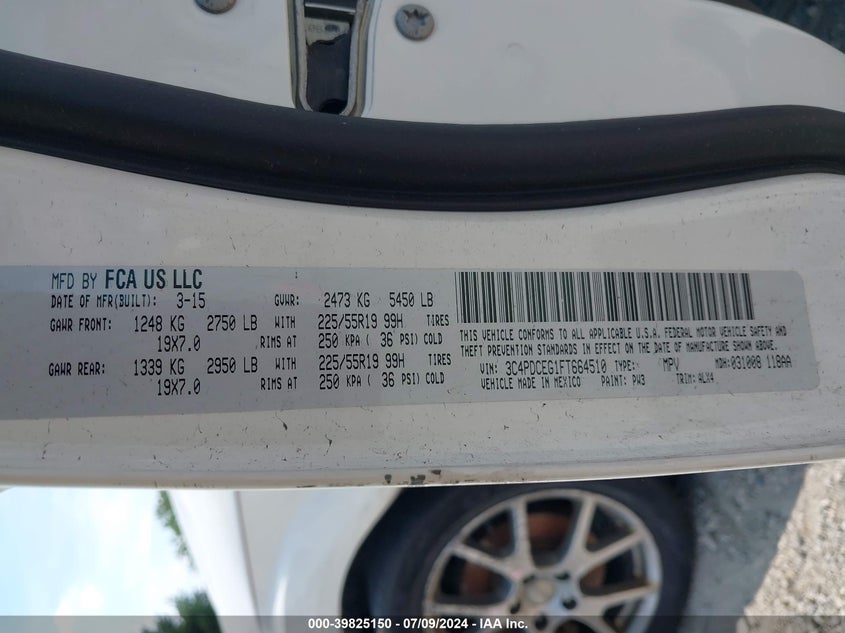 MFD BY FCA US LLC
DATE OF MFR(BUILT): 3-15 GVWR: 2473 KG 5450 LB
GAWR FRONT: 1248 KG 2750 LB WITH 225/55R19 99H TIRES
19X7.0 RIMS AT 250 KPA ( 36 PSI) COLD
GAWR REAR: 1339 KG 2950 LB WITH 225/55R19 99H TIRES
19X7.0 RIMS AT 250 KPA ( 36 PSI) COLD
THIS VEHICLE CONFORMS TO ALL APPLICABLE U.S.A. FEDERAL MOTOR VEHICLE SAFETY AND
THEFT PREVENTION STANDARDS IN EFFECT ON THE DATE OF MANUFACTURE SHOWN ABOVE.
VIN: 3C4PDCEG1FT664510 TYPE: MPV MDH:031008 118AA
VEHICLE MADE IN MEXICO PAINT: PW3 TRIM: ALX4
000-39825150 - 07/09/2024 - IAA Inc.